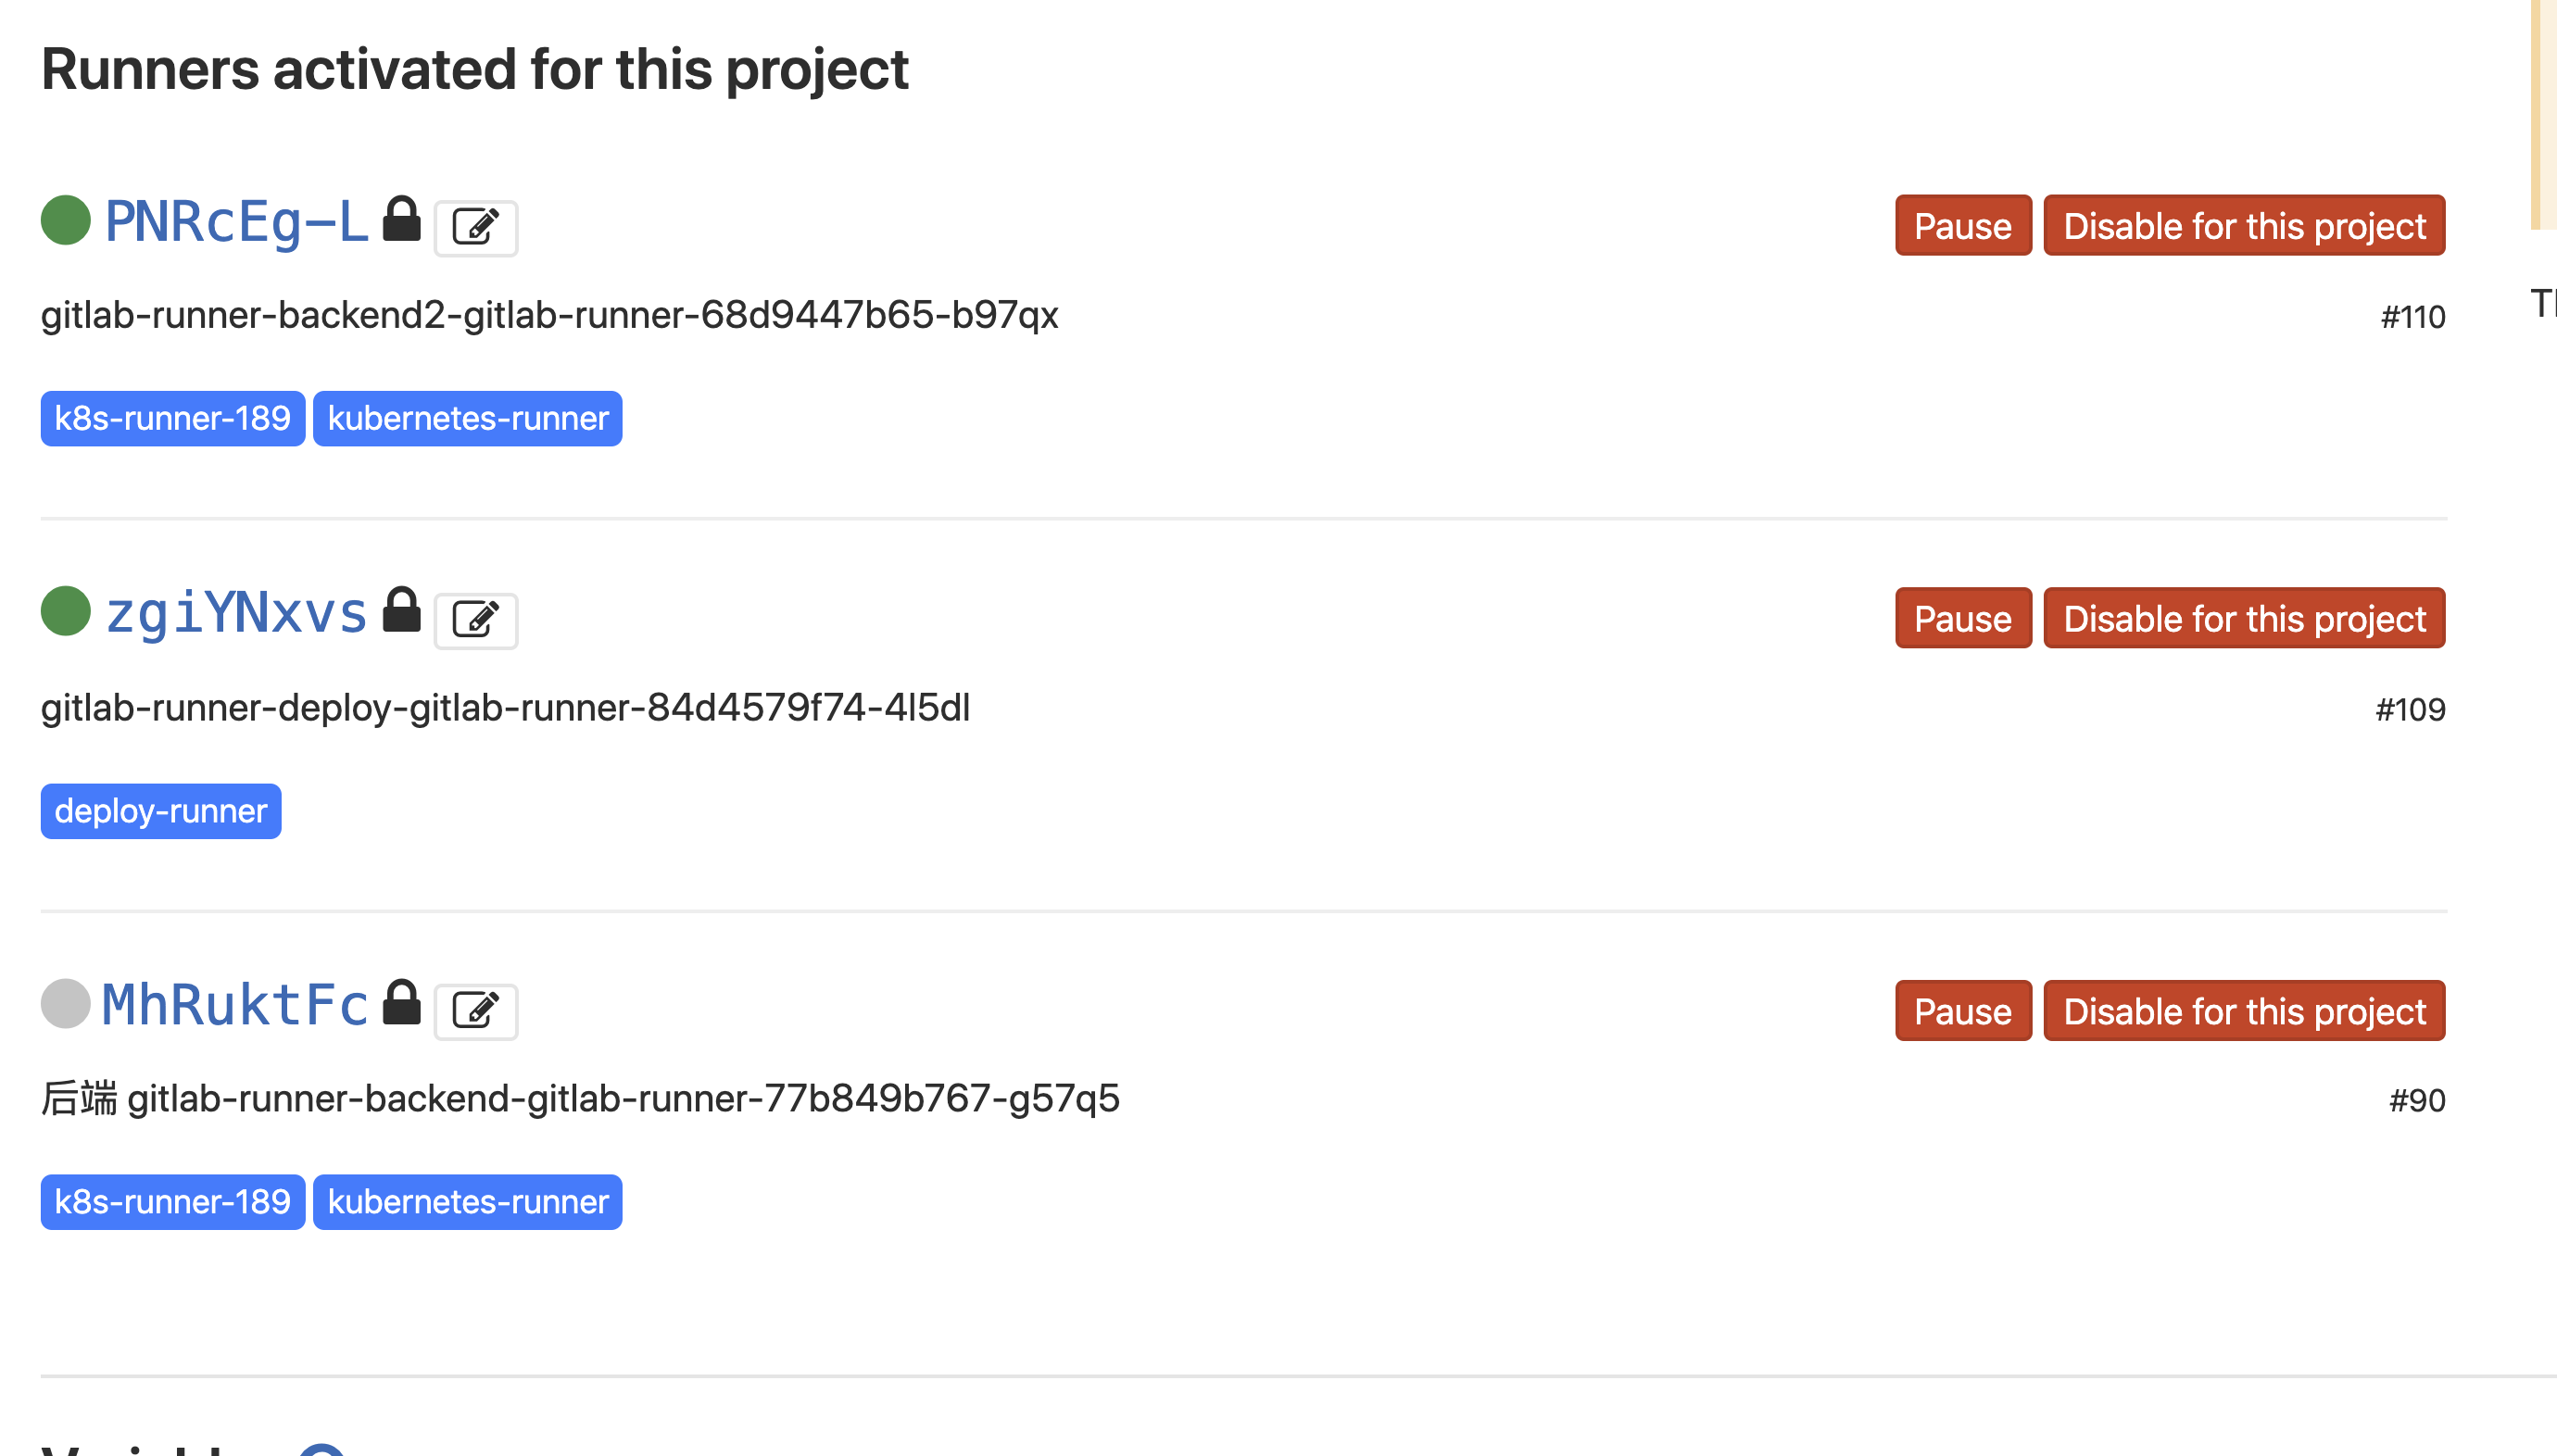 Runners activated for this project
PNRcEg-L Pause Disable for this project
gitlab-runner-backend2-gitlab-runner-68d9447b65-b97qx #110
k8s-runner-189 kubernetes-runner
zgiYNxvs Pause Disable for this project
gitlab-runner-deploy-gitlab-runner-84d4579f74-4l5dl #109
deploy-runner
MhRuktFc Pause Disable for this project
后端 gitlab-runner-backend-gitlab-runner-77b849b767-g57q5 #90
k8s-runner-189 kubernetes-runner